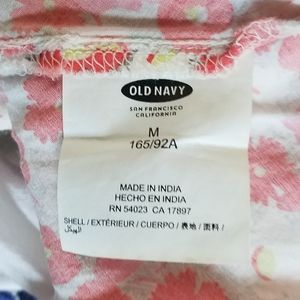 OLD NAVY
SAN FRANCISCO
CALIFORNIA
M
165/92A
MADE IN INDIA
HECHO EN INDIA
RN 54023 CA 17897
SHELL / EXTÉRIEUR / CUERPO / 表地 / 面料 /
الهيكل